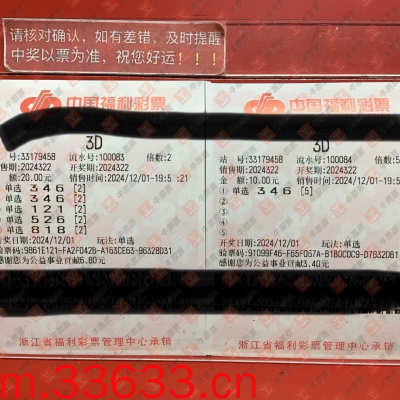 请核对确认，如有差错，及时提醒
中奖以票为准，祝您好运！！！
中国福利彩票
3D
号:33179458 流水号:100083 倍数:2
销售期:2024322 开奖期:2024322
额:20.00元 销售时间:2024/12/01-19:5 :21
单选 3 4 6 [2]
单选 3 4 6 [2]
单选 1 2 1 [2]
单选 5 2 6 [2]
单选 8 1 8 [2]
开奖日期:2024/12/01 玩法:单选
验票码:9861E121-FA2FD42B-A163CE63-96328D31
感谢您为公益事业贡献6.80元
浙江省福利彩票管理中心承销
中国福利彩票
3D
站 号:33179458 流水号:100084 倍数:5
销售期:2024322 开奖期:2024322
金 额:10.00元 销售时间:2024/12/01-19:5
① 单选 3 4 6 [5]
②
③
④
⑤
开奖日期:2024/12/01 玩法:单选
感谢您为公益事业贡献3.40元
浙江省福利彩票管理中心承销
m.33633.cn